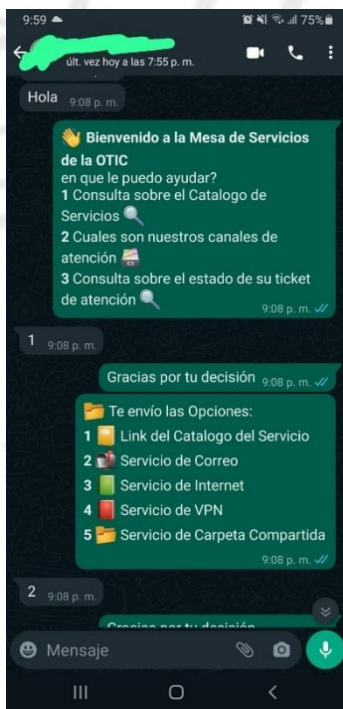 9:59
75%
últ. vez hoy a las 7:55 p. m.
Hola 9:08 p. m.
👋 Bienvenido a la Mesa de Servicios
de la OTIC
en que le puedo ayudar?
1 Consulta sobre el Catalogo de
Servicios 🔍
2 Cuales son nuestros canales de
atención 📇
3 Consulta sobre el estado de su ticket
de atención 🔍
9:08 p. m.
1 9:08 p. m.
Gracias por tu decisión 9:08 p. m.
📂 Te envío las Opciones:
1 📒 Link del Catalogo del Servicio
2 📬 Servicio de Correo
3 📗 Servicio de Internet
4 📕 Servicio de VPN
5 📂 Servicio de Carpeta Compartida
9:08 p. m.
2 9:08 p. m.
Gracias por tu decisión
Mensaje